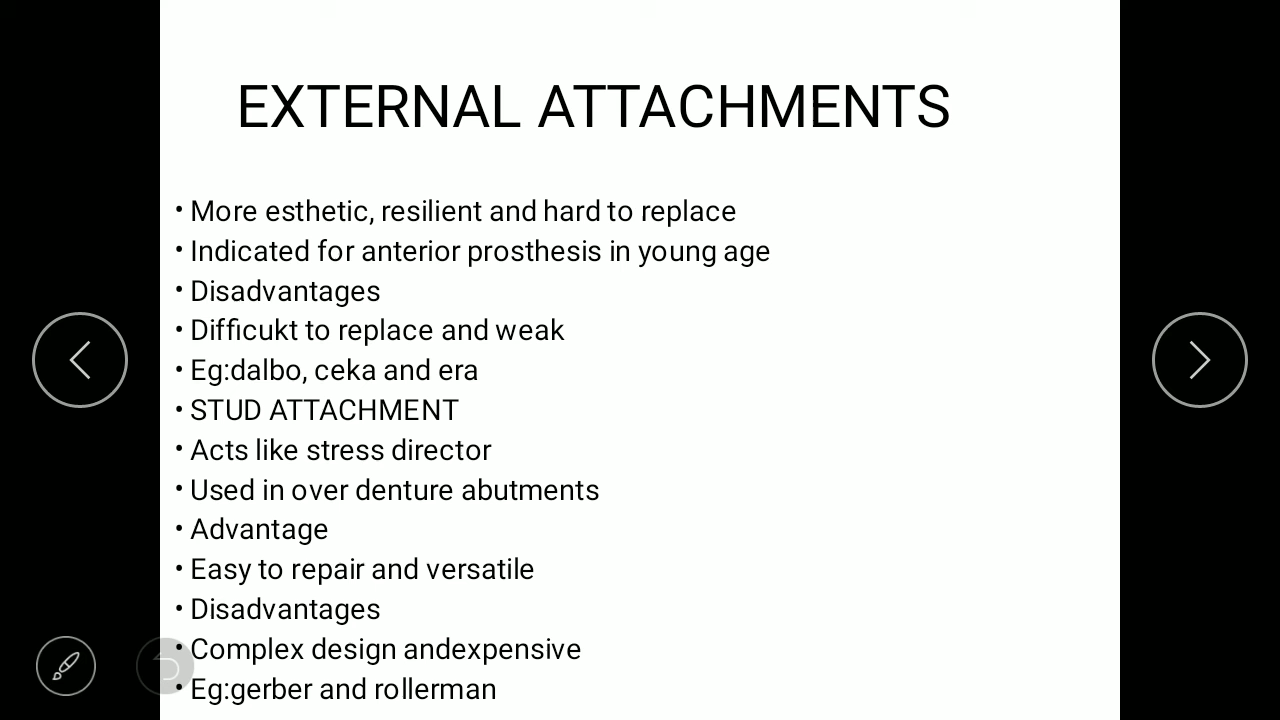 EXTERNAL ATTACHMENTS
• More esthetic, resilient and hard to replace
• Indicated for anterior prosthesis in young age
• Disadvantages
• Difficukt to replace and weak
• Eg:dalbo, ceka and era
• STUD ATTACHMENT
• Acts like stress director
• Used in over denture abutments
• Advantage
• Easy to repair and versatile
• Disadvantages
• Complex design andexpensive
• Eg:gerber and rollerman